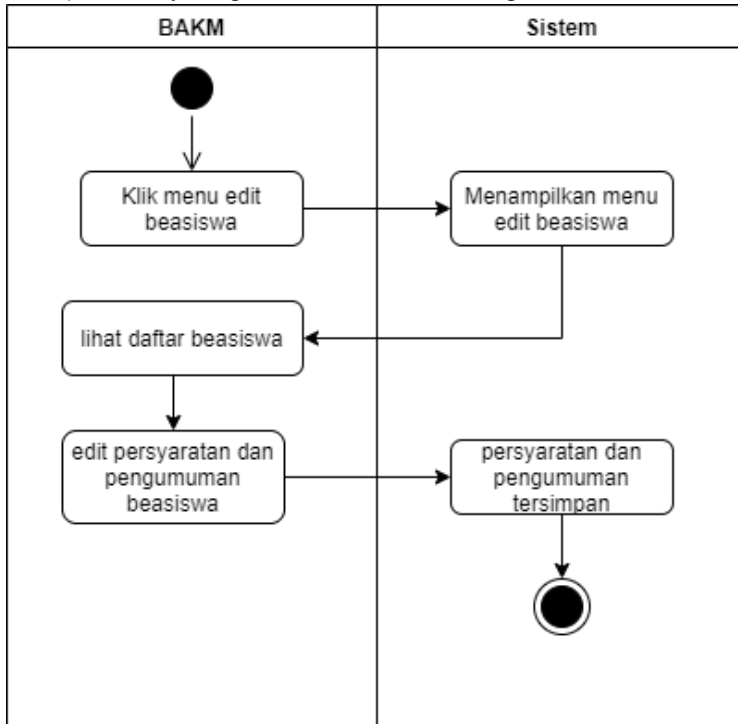 BAKM
Sistem
Klik menu edit
beasiswa
Menampilkan menu
edit beasiswa
lihat daftar beasiswa
edit persyaratan dan
pengumuman
beasiswa
persyaratan dan
pengumuman
tersimpan